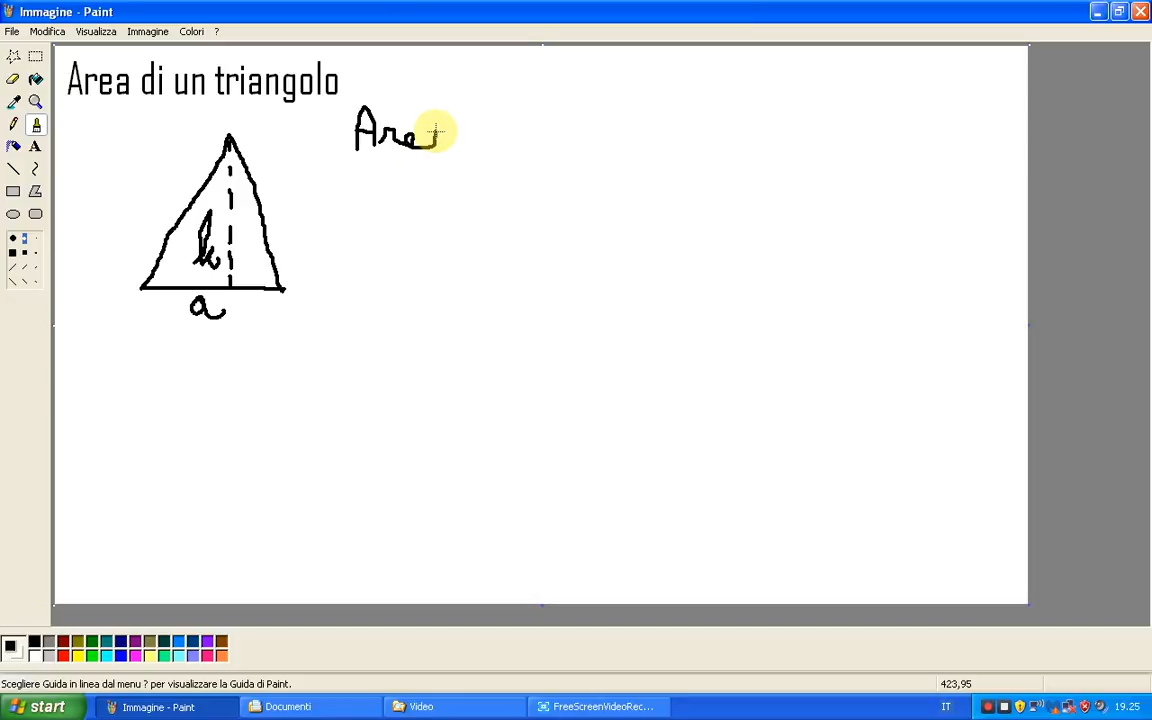 Immagine - Paint
File Modifica Visualizza Immagine Colori ?
Area di un triangolo
Are
h
a
Scegliere Guida in linea dal menu ? per visualizzare la Guida di Paint.
423,95
start
Immagine - Paint
Documenti
Video
FreeScreenVideoRec...
IT
19.25